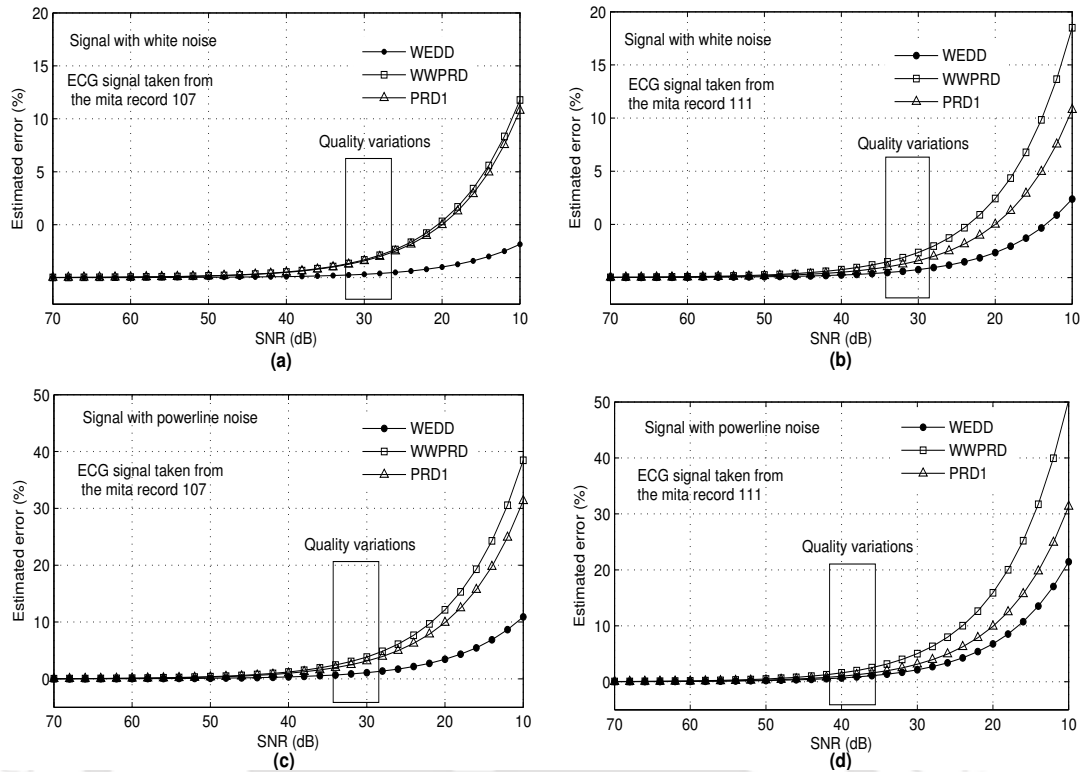 20
15
10
5
0
Estimated error (%)
Signal with white noise
ECG signal taken from
the mita record 107
WEDD
WWPRD
PRD1
Quality variations
70 60 50 40 30 20 10
SNR (dB)
(a)
20
15
10
5
0
Estimated error (%)
Signal with white noise
ECG signal taken from
the mita record 111
WEDD
WWPRD
PRD1
Quality variations
70 60 50 40 30 20 10
SNR (dB)
(b)
50
40
30
20
10
0
Estimated error (%)
Signal with powerline noise
ECG signal taken from
the mita record 107
WEDD
WWPRD
PRD1
Quality variations
70 60 50 40 30 20 10
SNR (dB)
(c)
50
40
30
20
10
0
Estimated error (%)
Signal with powerline noise
ECG signal taken from
the mita record 111
WEDD
WWPRD
PRD1
Quality variations
70 60 50 40 30 20 10
SNR (dB)
(d)